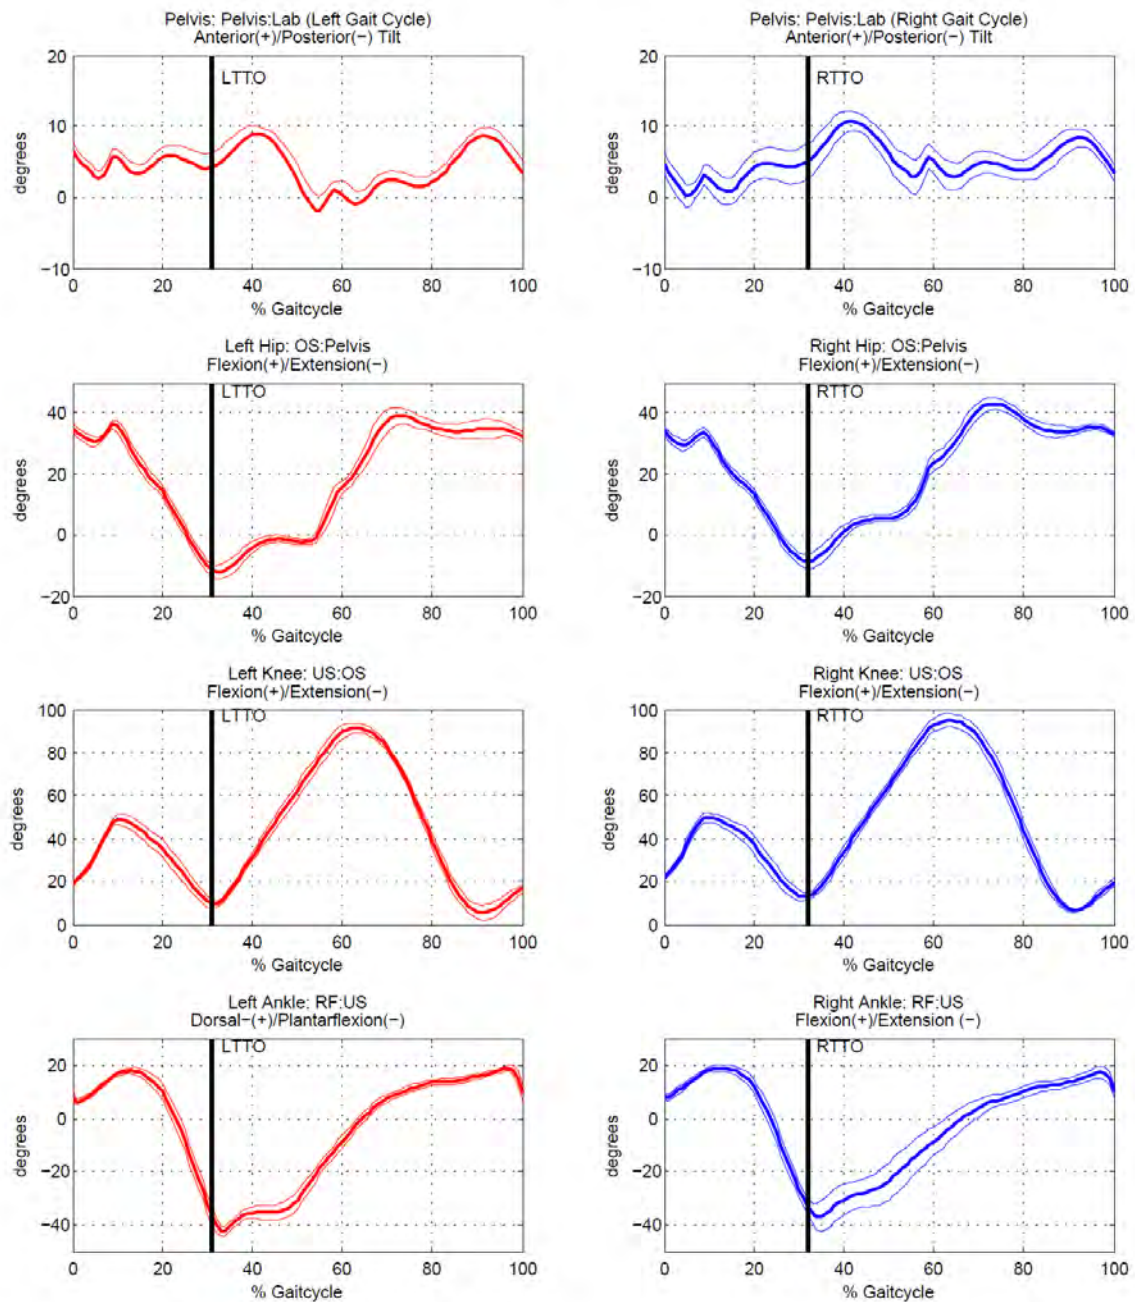 Pelvis: Pelvis:Lab (Left Gait Cycle)
Anterior(+)/Posterior(−) Tilt
LTTO
20
10
0
−10
degrees
0 20 40 60 80 100
% Gaitcycle
Pelvis: Pelvis:Lab (Right Gait Cycle)
Anterior(+)/Posterior(−) Tilt
RTTO
20
10
0
−10
degrees
0 20 40 60 80 100
% Gaitcycle
Left Hip: OS:Pelvis
Flexion(+)/Extension(−)
LTTO
40
20
0
−20
degrees
0 20 40 60 80 100
% Gaitcycle
Right Hip: OS:Pelvis
Flexion(+)/Extension(−)
RTTO
40
20
0
−20
degrees
0 20 40 60 80 100
% Gaitcycle
Left Knee: US:OS
Flexion(+)/Extension(−)
LTTO
100
80
60
40
20
0
degrees
0 20 40 60 80 100
% Gaitcycle
Right Knee: US:OS
Flexion(+)/Extension(−)
RTTO
100
80
60
40
20
0
degrees
0 20 40 60 80 100
% Gaitcycle
Left Ankle: RF:US
Dorsal−(+)/Plantarflexion(−)
LTTO
20
0
−20
−40
degrees
0 20 40 60 80 100
% Gaitcycle
Right Ankle: RF:US
Flexion(+)/Extension (−)
RTTO
20
0
−20
−40
degrees
0 20 40 60 80 100
% Gaitcycle